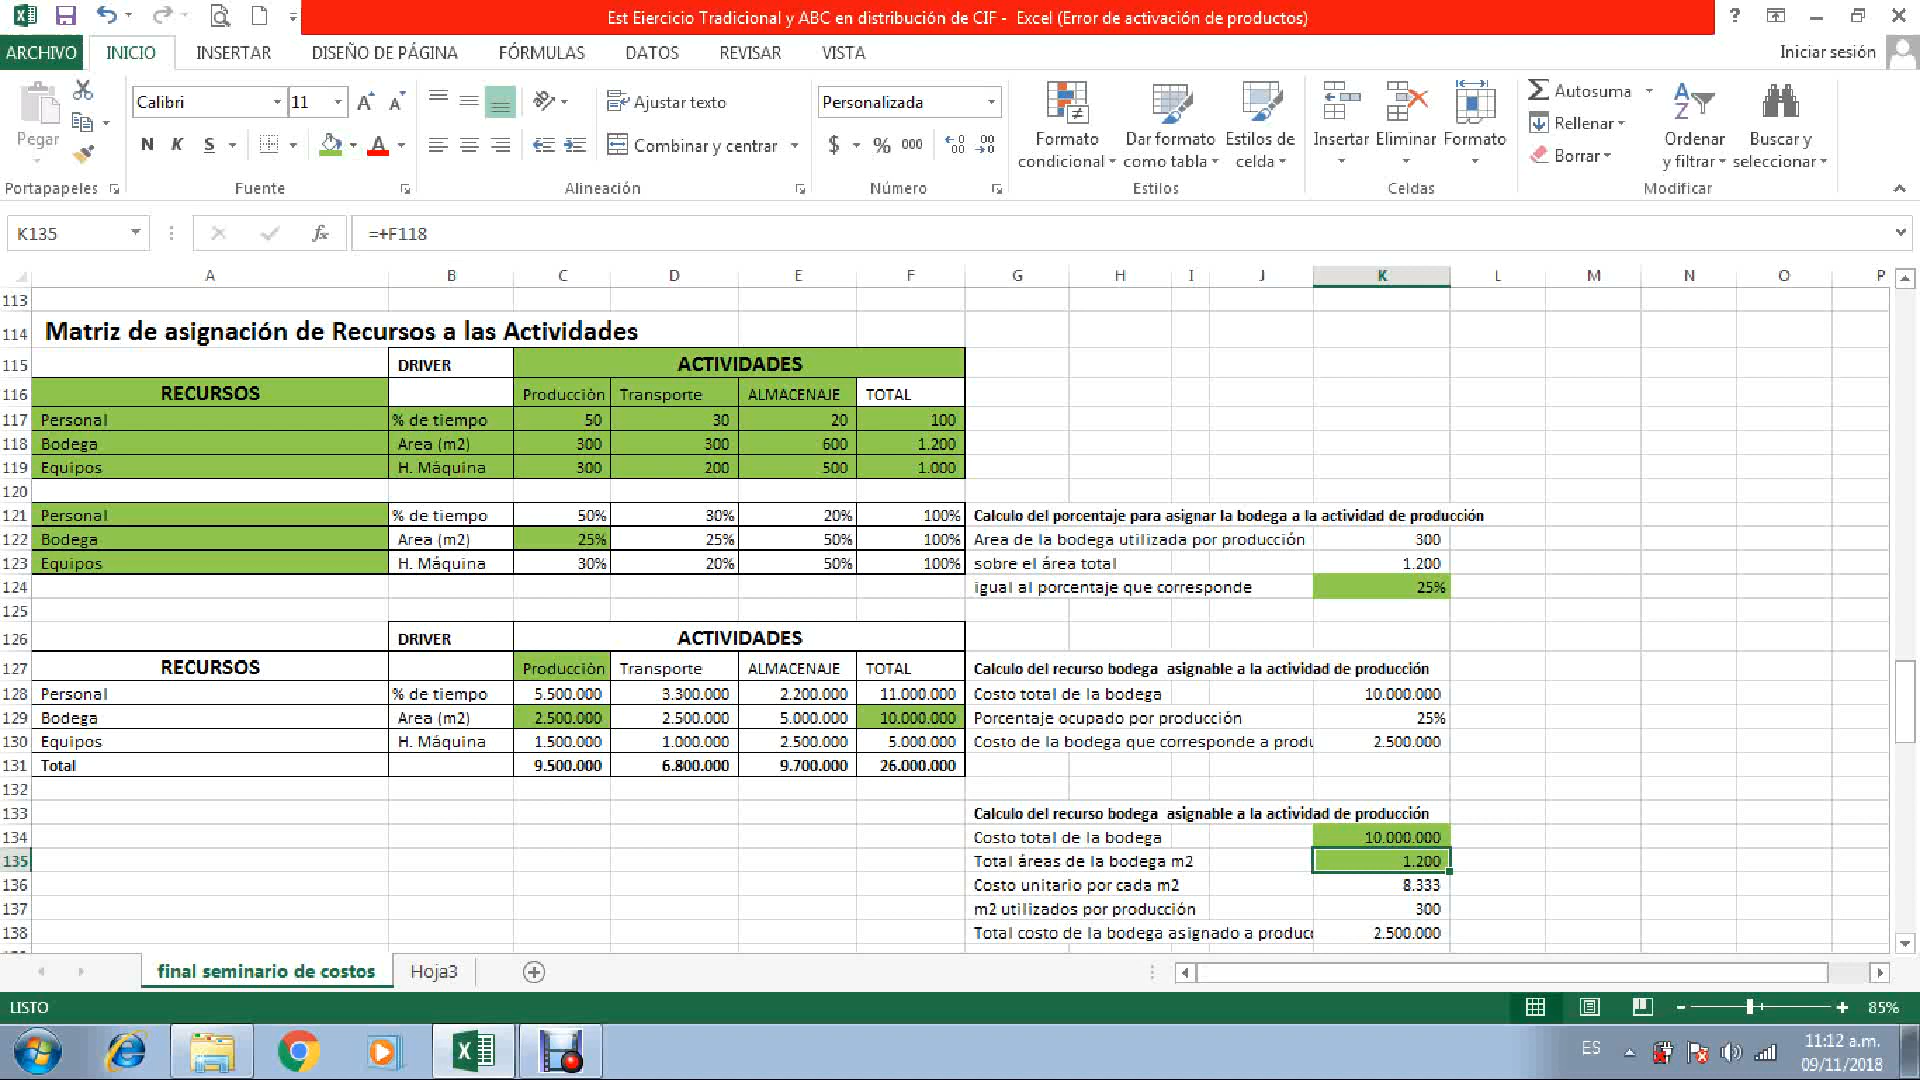 Est Ejercicio Tradicional y ABC en distribución de CIF - Excel (Error de activación de productos)
ARCHIVO INICIO INSERTAR DISEÑO DE PÁGINA FÓRMULAS DATOS REVISAR VISTA Iniciar sesión
Pegar
Portapapeles
Calibri 11
N K S
Fuente
Ajustar texto
Combinar y centrar
Alineación
Personalizada
$ % 000
Número
Formato condicional
Dar formato como tabla
Estilos de celda
Estilos
Insertar Eliminar Formato
Celdas
Autosuma
Rellenar
Borrar
Ordenar y filtrar
Buscar y seleccionar
Modificar
K135 fx =+F118
A B C D E F G H I J K L M N O P
113
114 Matriz de asignación de Recursos a las Actividades
115 DRIVER ACTIVIDADES
116 RECURSOS Producción Transporte ALMACENAJE TOTAL
117 Personal % de tiempo 50 30 20 100
118 Bodega Area (m2) 300 300 600 1.200
119 Equipos H. Máquina 300 200 500 1.000
120
121 Personal % de tiempo 50% 30% 20% 100% Calculo del porcentaje para asignar la bodega a la actividad de producción
122 Bodega Area (m2) 25% 25% 50% 100% Area de la bodega utilizada por producción 300
123 Equipos H. Máquina 30% 20% 50% 100% sobre el área total 1.200
124 igual al porcentaje que corresponde 25%
125
126 DRIVER ACTIVIDADES
127 RECURSOS Producción Transporte ALMACENAJE TOTAL Calculo del recurso bodega asignable a la actividad de producción
128 Personal % de tiempo 5.500.000 3.300.000 2.200.000 11.000.000 Costo total de la bodega 10.000.000
129 Bodega Area (m2) 2.500.000 2.500.000 5.000.000 10.000.000 Porcentaje ocupado por producción 25%
130 Equipos H. Máquina 1.500.000 1.000.000 2.500.000 5.000.000 Costo de la bodega que corresponde a produ 2.500.000
131 Total 9.500.000 6.800.000 9.700.000 26.000.000
132
133 Calculo del recurso bodega asignable a la actividad de producción
134 Costo total de la bodega 10.000.000
135 Total áreas de la bodega m2 1.200
136 Costo unitario por cada m2 8.333
137 m2 utilizados por producción 300
138 Total costo de la bodega asignado a produc 2.500.000
final seminario de costos Hoja3
LISTO 85%
ES 11:12 a.m.
09/11/2018